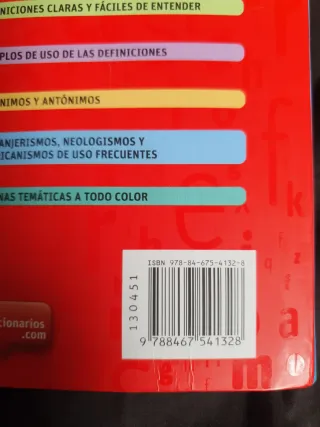 NICIONES CLARAS Y FÁCILES DE ENTENDER
PLOS DE USO DE LAS DEFINICIONES
NIMOS Y ANTÓNIMOS
ANJERISMOS, NEOLOGISMOS Y
RICANISMOS DE USO FRECUENTES
NAS TEMÁTICAS A TODO COLOR
ISBN 978-84-675-4132-8
130451
9 788467 541328
cionarios
.com